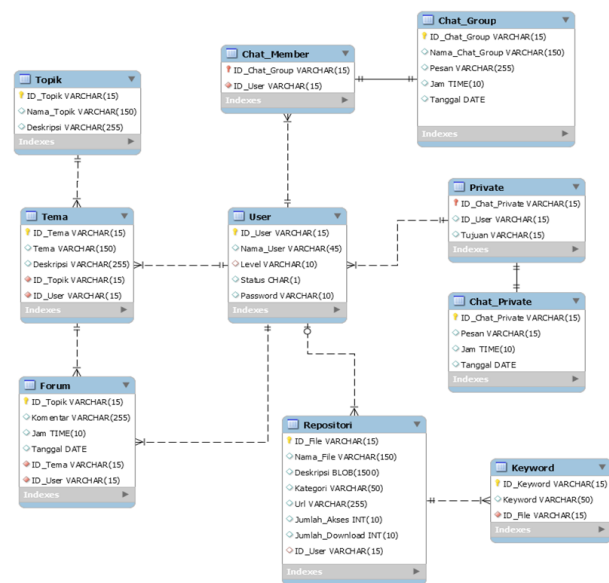 Chat_Group
ID_Chat_Group VARCHAR(15)
Nama_Chat_Group VARCHAR(150)
Pesan VARCHAR(255)
Jam TIME(10)
Tanggal DATE
Indexes
Chat_Member
ID_Chat_Group VARCHAR(15)
ID_User VARCHAR(15)
Indexes
Topik
ID_Topik VARCHAR(15)
Nama_Topik VARCHAR(150)
Deskripsi VARCHAR(255)
Indexes
Tema
ID_Tema VARCHAR(15)
Tema VARCHAR(150)
Deskripsi VARCHAR(255)
ID_Topik VARCHAR(15)
ID_User VARCHAR(15)
Indexes
User
ID_User VARCHAR(15)
Nama_User VARCHAR(45)
Level VARCHAR(10)
Status CHAR(1)
Password VARCHAR(10)
Indexes
Private
ID_Chat_Private VARCHAR(15)
ID_User VARCHAR(15)
Tujuan VARCHAR(15)
Indexes
Chat_Private
ID_Chat_Private VARCHAR(15)
Pesan VARCHAR(15)
Jam TIME(10)
Tanggal DATE
Indexes
Forum
ID_Topik VARCHAR(15)
Komentar VARCHAR(255)
Jam TIME(10)
Tanggal DATE
ID_Tema VARCHAR(15)
ID_User VARCHAR(15)
Indexes
Repositori
ID_File VARCHAR(15)
Nama_File VARCHAR(150)
Deskripsi BLOB(1500)
Kategori VARCHAR(50)
Url VARCHAR(255)
Jumlah_Akses INT(10)
Jumlah_Download INT(10)
ID_User VARCHAR(15)
Indexes
Keyword
ID_Keyword VARCHAR(15)
Keyword VARCHAR(50)
ID_File VARCHAR(15)
Indexes